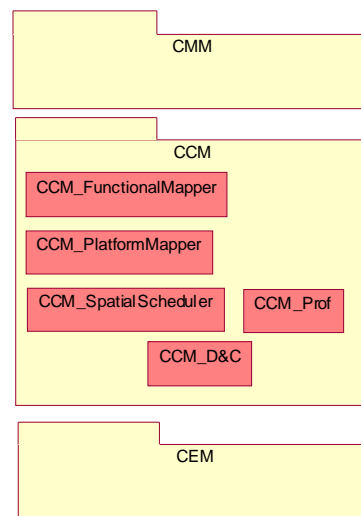 CMM
CCM
CCM_FunctionalMapper
CCM_PlatformMapper
CCM_SpatialScheduler
CCM_Prof
CCM_D&C
CEM